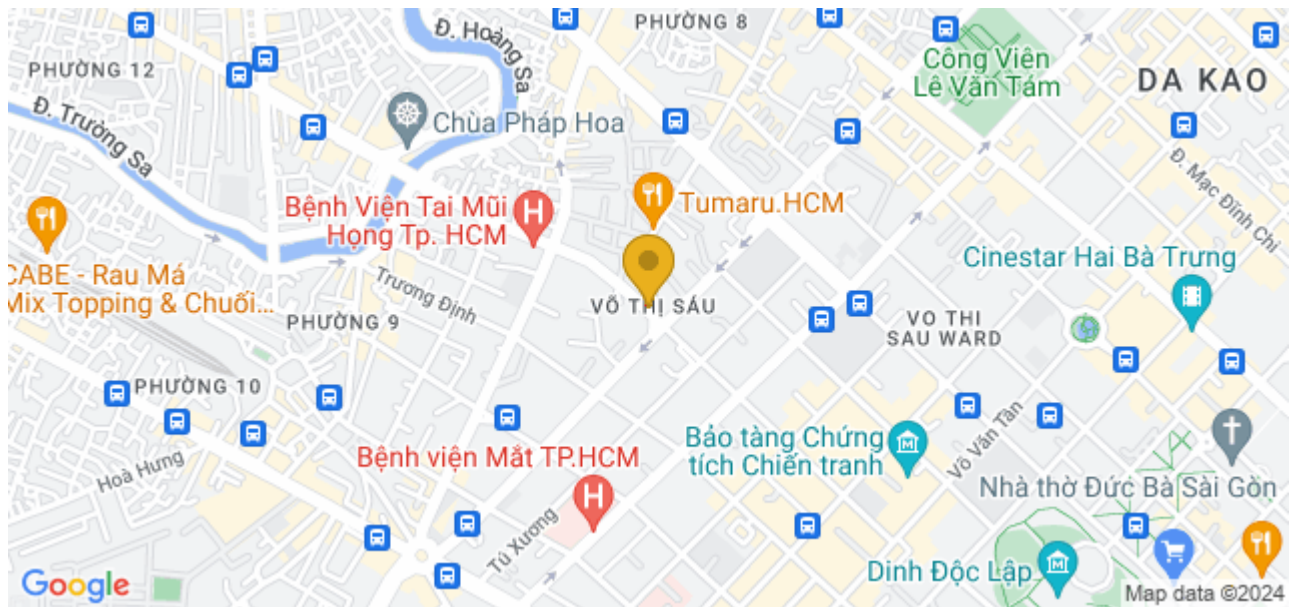 PHƯỜNG 8
Đ. Hoàng Sa
PHƯỜNG 12
Công Viên
Lê Văn Tám
DA KAO
Đ. Trường Sa
Chùa Pháp Hoa
Đ. Mạc Đĩnh Chi
Bệnh Viện Tai Mũi
Họng Tp. HCM
Tumaru.HCM
Cinestar Hai Bà Trưng
CABE - Rau Má
Mix Topping & Chuối...
Trương Định
PHƯỜNG 9
VÕ THỊ SÁU
VO THI
SAU WARD
PHƯỜNG 10
Bảo tàng Chứng
tích Chiến tranh
Võ Văn Tần
Hoà Hưng
Bệnh viện Mắt TP.HCM
Nhà thờ Đức Bà Sài Gòn
Tú Xương
Dinh Độc Lập
Google
Map data ©2024